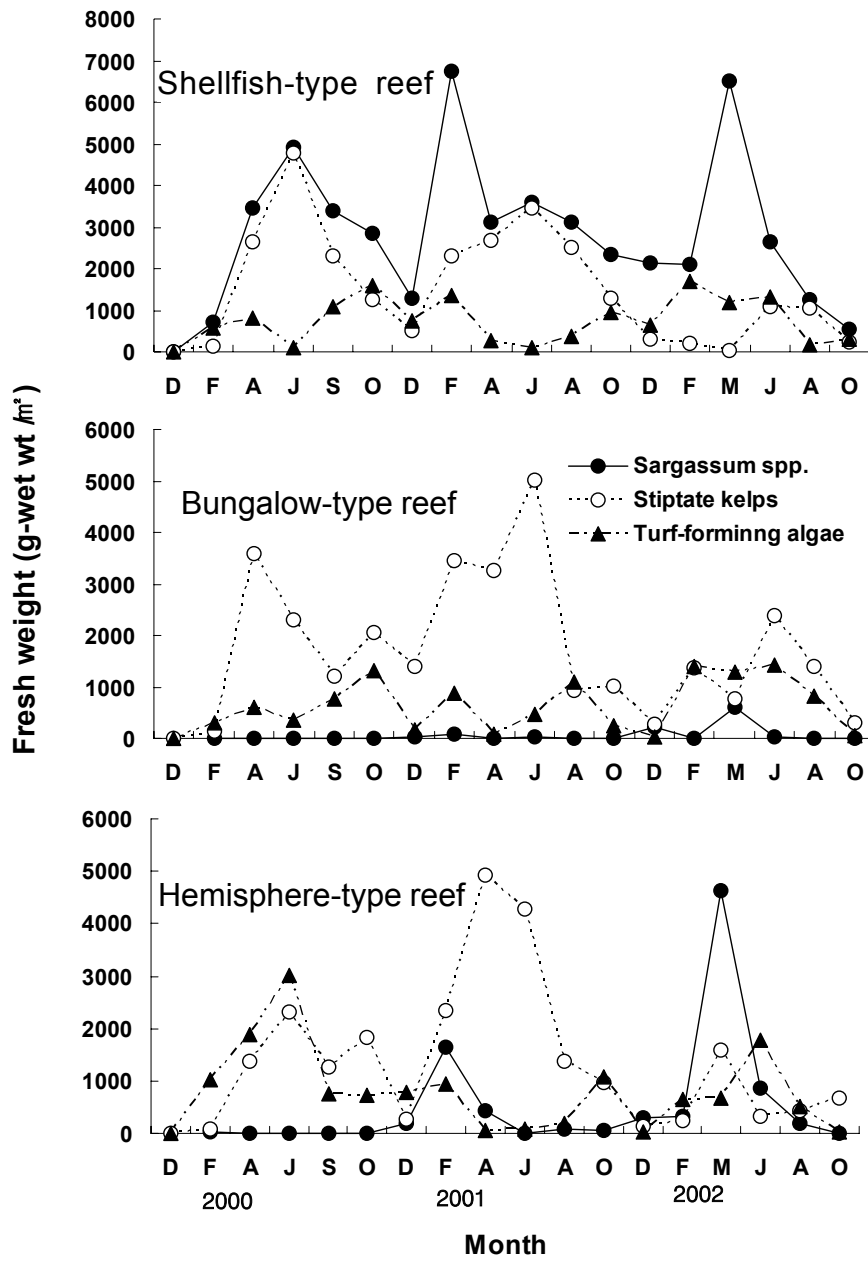 8000
7000
6000
5000
4000
3000
2000
1000
0
Shellfish-type reef
D F A J S O D F A J A O D F M J A O
6000
5000
4000
3000
2000
1000
0
Bungalow-type reef
Sargassum spp.
Stiptate kelps
Turf-forminng algae
D F A J S O D F A J A O D F M J A O
Fresh weight (g-wet wt /㎡)
6000
5000
4000
3000
2000
1000
0
Hemisphere-type reef
D F A J S O D F A J A O D F M J A O
2000 2001 2002
Month